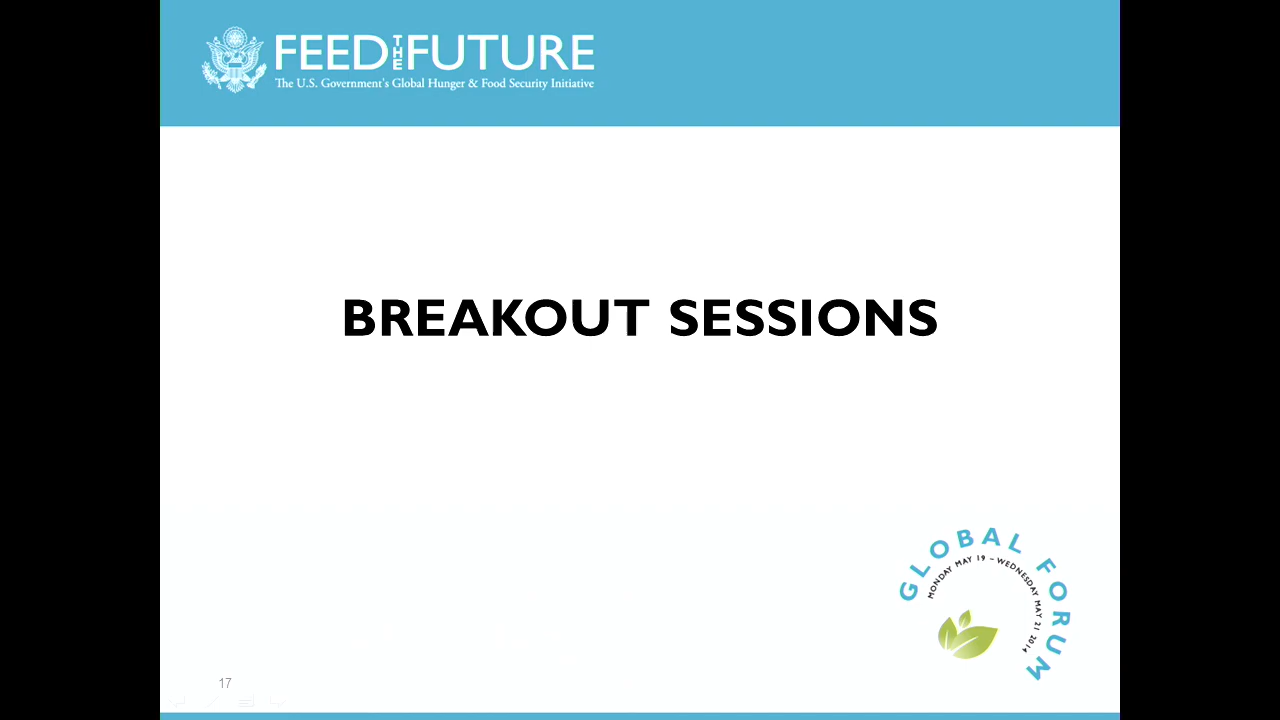 FEED THE FUTURE
The U.S. Government's Global Hunger & Food Security Initiative
BREAKOUT SESSIONS
GLOBAL FORUM
MONDAY MAY 19 – WEDNESDAY MAY 21 2014
17